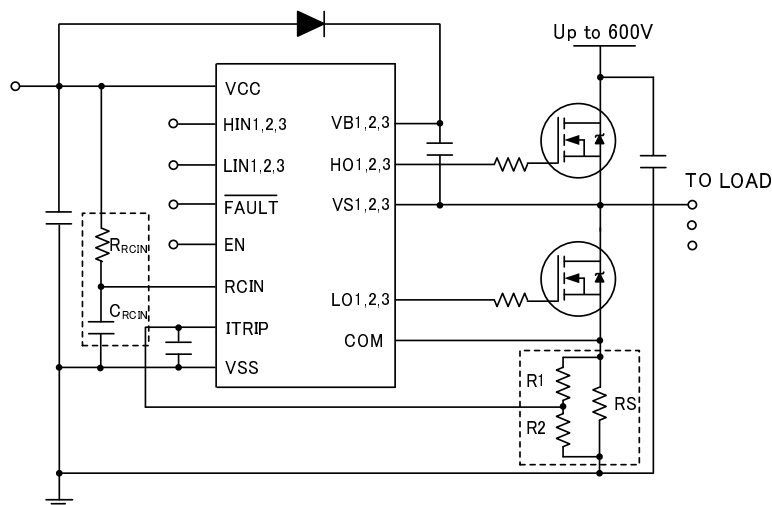 Up to 600V
VCC
HIN1,2,3
LIN1,2,3
FAULT
EN
RCIN
ITRIP
VSS
VB1,2,3
HO1,2,3
VS1,2,3
LO1,2,3
COM
TO LOAD
RRCIN
CRCIN
R1
R2
RS